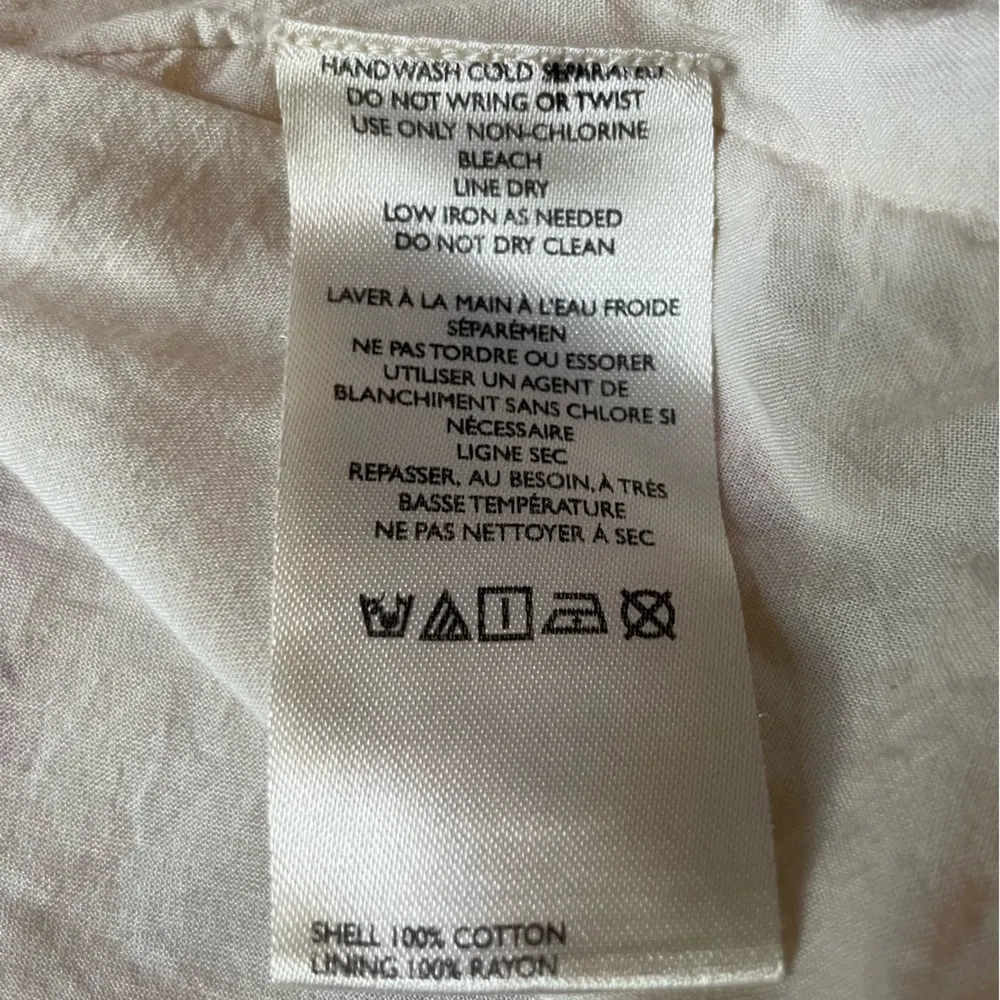 HAND WASH COLD SEPARATELY
DO NOT WRING OR TWIST
USE ONLY NON-CHLORINE
BLEACH
LINE DRY
LOW IRON AS NEEDED
DO NOT DRY CLEAN
LAVER À LA MAIN À L'EAU FROIDE
SÉPARÉMEN
NE PAS TORDRE OU ESSORER
UTILISER UN AGENT DE
BLANCHIMENT SANS CHLORE SI
NÉCESSAIRE
LIGNE SEC
REPASSER, AU BESOIN, À TRÈS
BASSE TEMPÉRATURE
NE PAS NETTOYER À SEC
SHELL 100% COTTON
LINING 100% RAYON